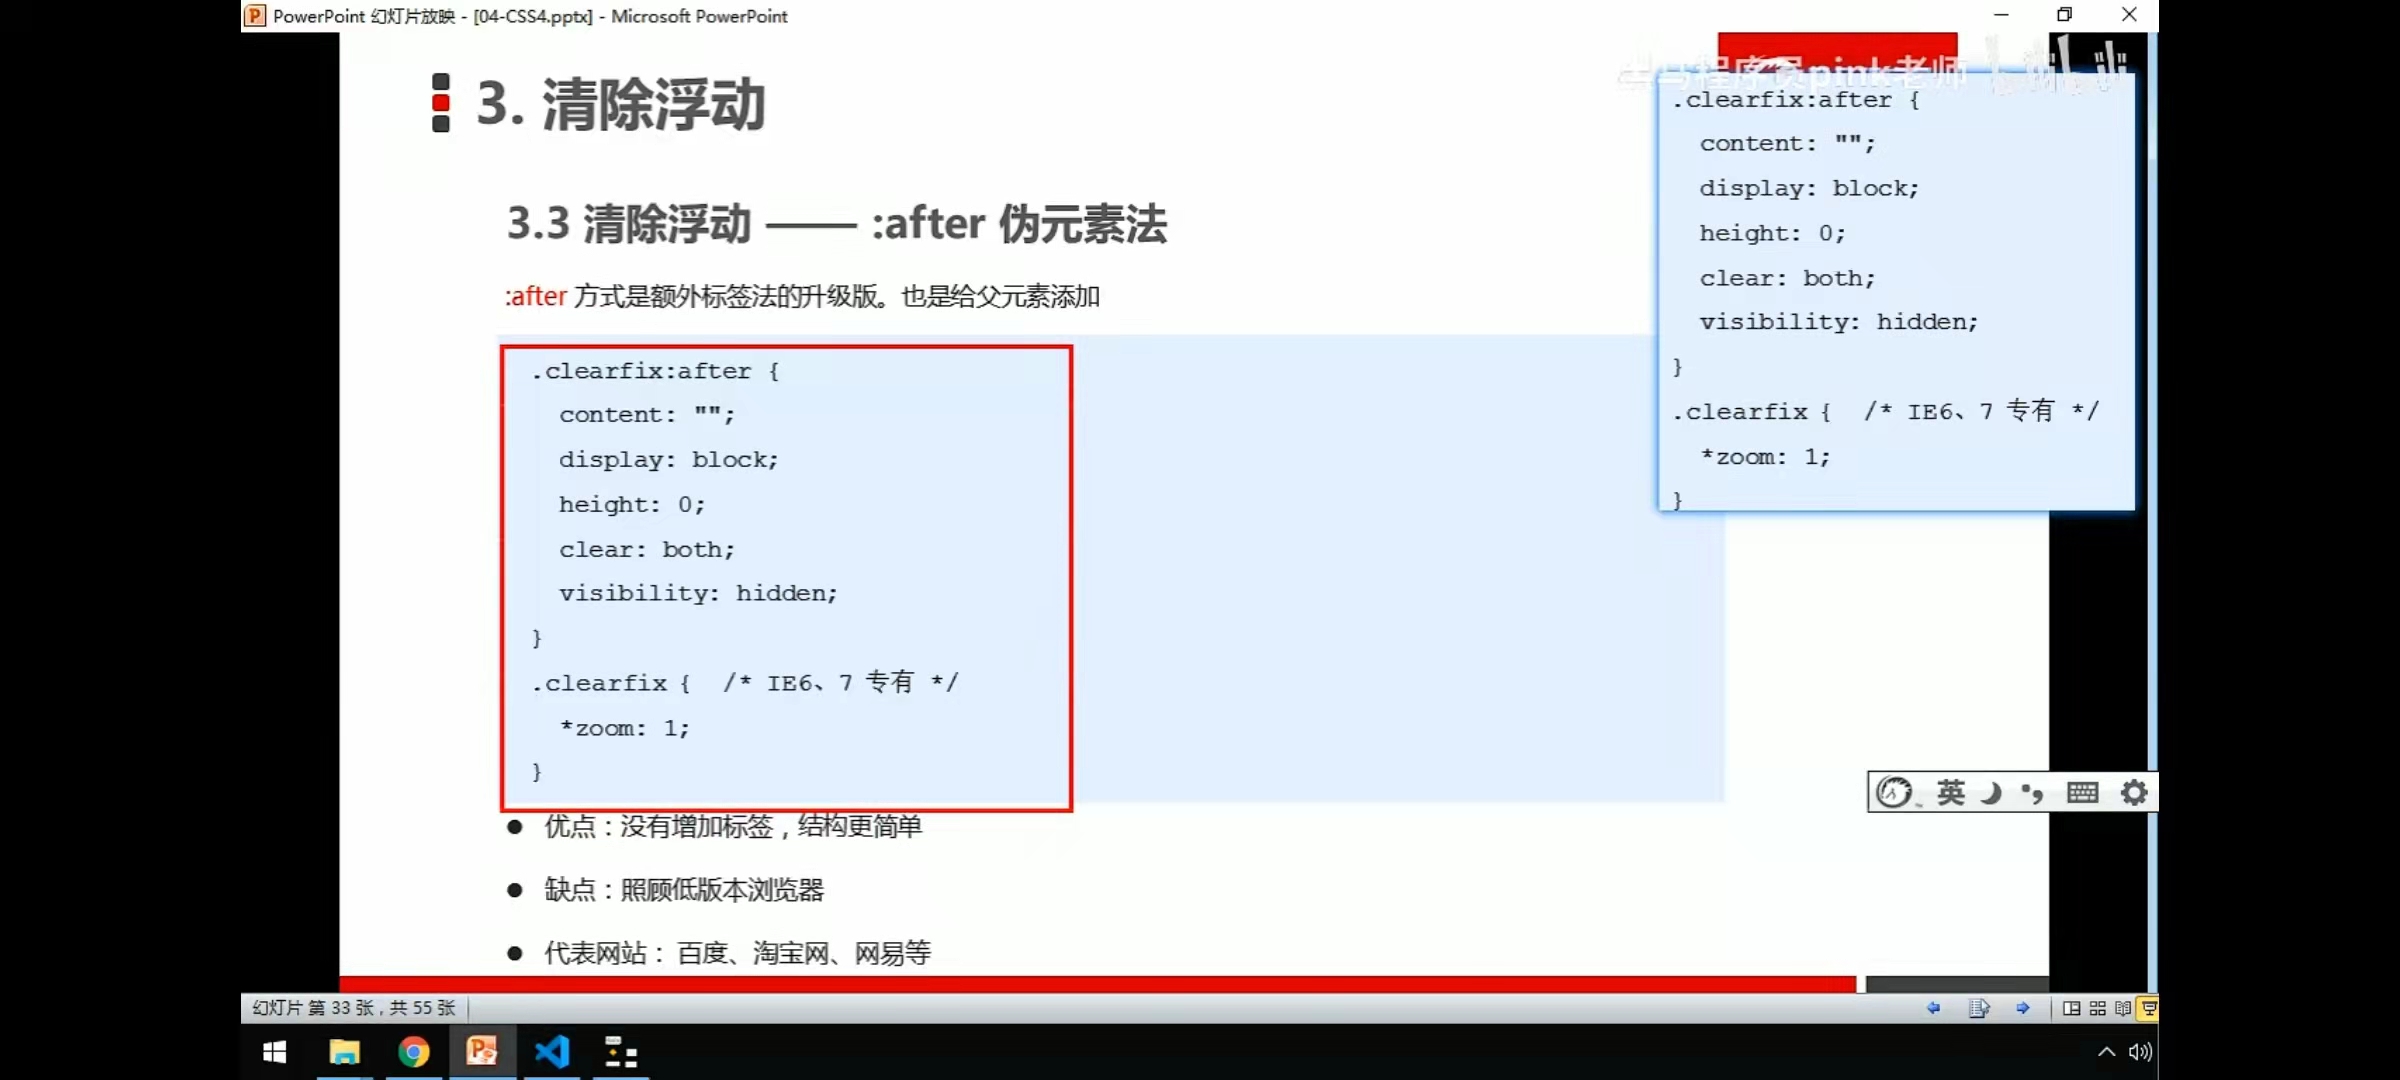 PowerPoint 幻灯片放映 - [04-CSS4.pptx] - Microsoft PowerPoint
程序员pink老师
3. 清除浮动
3.3 清除浮动 —— :after 伪元素法
:after 方式是额外标签法的升级版。也是给父元素添加
.clearfix:after {
content: "";
display: block;
height: 0;
clear: both;
visibility: hidden;
}
.clearfix { /* IE6、7 专有 */
*zoom: 1;
}
.clearfix:after {
content: "";
display: block;
height: 0;
clear: both;
visibility: hidden;
}
.clearfix { /* IE6、7 专有 */
*zoom: 1;
}
● 优点：没有增加标签，结构更简单
● 缺点：照顾低版本浏览器
● 代表网站： 百度、淘宝网、网易等
英
幻灯片 第 33 张，共 55 张